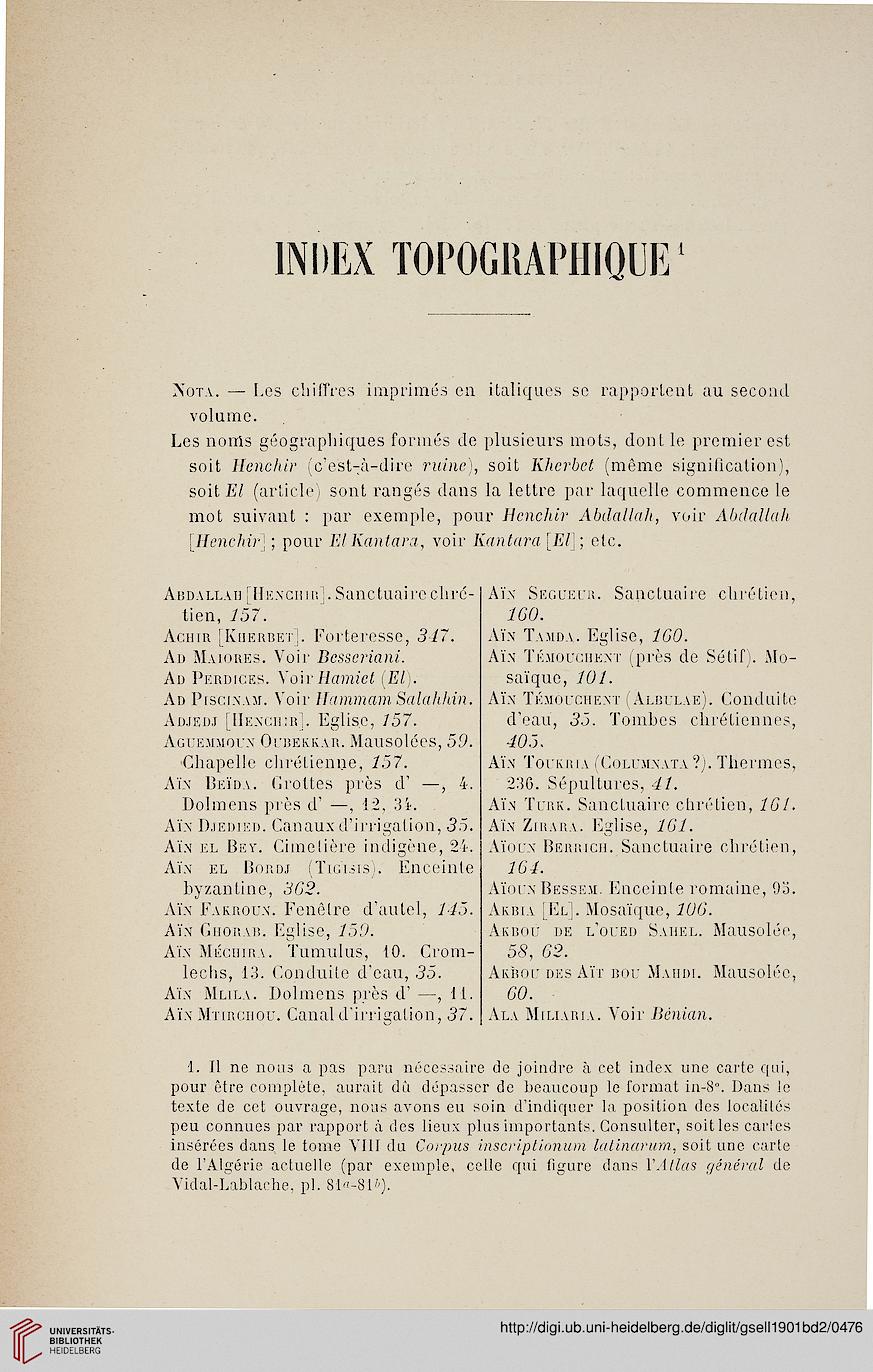 INDEX TOPOGRAPHIQUE 1
NOTA. — Les chiffres imprimés en italiques se rapportent au second
volume.
Les noms géographiques formés de plusieurs mots, dont le premier est
soit Henchir (c'est-à-dire ruine), soit Kherbet (même signification),
soit El (article) sont rangés dans la lettre par laquelle commence le
mot suivant : par exemple, pour Henchir Abdallah, voir Abdallah
[Henchir] ; pour El Kantara, voir Kantara [El] ; etc.
ABDALLAH [HENCHIR]. Sanctuaire chré-
tien, 157.
ACHIR [KHERBET]. Forteresse, 347.
AD MAIORES. Voir Besseriani.
AD PERDICES. Voir Hamiet (El).
AD PISCINAM. Voir Hammam Salahhin.
ADJEDJ [HENCHIR]. Eglise, 157.
AGUEMMOUN OUBEKKAR. Mausolées, 59.
Chapelle chrétienne, 157.
AÏN BEÏDA. Grottes près d' —, 4.
Dolmens près d' —, 12, 34.
AÏN DJEDIED. Canaux d'irrigation, 35.
AÏN EL BEY. Cimetière indigène, 24.
AÏN EL BORDJ (TIGISIS). Enceinte
byzantine, 362.
AÏN FAKROUN. Fenêtre d'autel, 145.
AÏN GHORAB. Eglise, 159.
AÏN MÉCHIRA. Tumulus, 10. Crom-
lechs, 13. Conduite d'eau, 35.
AÏN MLILA. Dolmens près d' —, 11.
AÏN MTIRCHOU. Canal d'irrigation, 37.
AÏN SEGUEUR. Sanctuaire chrétien,
160.
AÏN TAMDA. Eglise, 160.
AÏN TÉMOUCHENT (près de Sétif). Mo-
saïque, 101.
AÏN TÉMOUCHENT (ALBULAE). Conduite
d'eau, 35. Tombes chrétiennes,
405.
AÏN TOUKRIA (COLUMNATA ?). Thermes,
236. Sépultures, 41.
AÏN TURK. Sanctuaire chrétien, 161.
AÏN ZIRARA. Eglise, 161.
AÏOUN BERRICH. Sanctuaire chrétien,
164.
AÏOUN BESSEM. Enceinte romaine, 95.
AKBIA [EL]. Mosaïque, 106.
AKBOU DE L'OUED SAHEL. Mausolée,
58, 62.
AKBOU DES AÏT BOU MAHDI. Mausolée,
60.
ALA MILIARIA. Voir Bénian.
1. Il ne nous a pas paru nécessaire de joindre à cet index une carte qui,
pour être complète, aurait dû dépasser de beaucoup le format in-8°. Dans le
texte de cet ouvrage, nous avons eu soin d'indiquer la position des localités
peu connues par rapport à des lieux plus importants. Consulter, soit les cartes
insérées dans le tome VIII du Corpus inscriptionum latinarum, soit une carte
de l'Algérie actuelle (par exemple, celle qui figure dans l'Atlas général de
Vidal-Lablache, pl. 81a-81b).
UNIVERSITÄTS-
BIBLIOTHEK
HEIDELBERG
http://digi.ub.uni-heidelberg.de/diglit/gsell1901bd2/0476